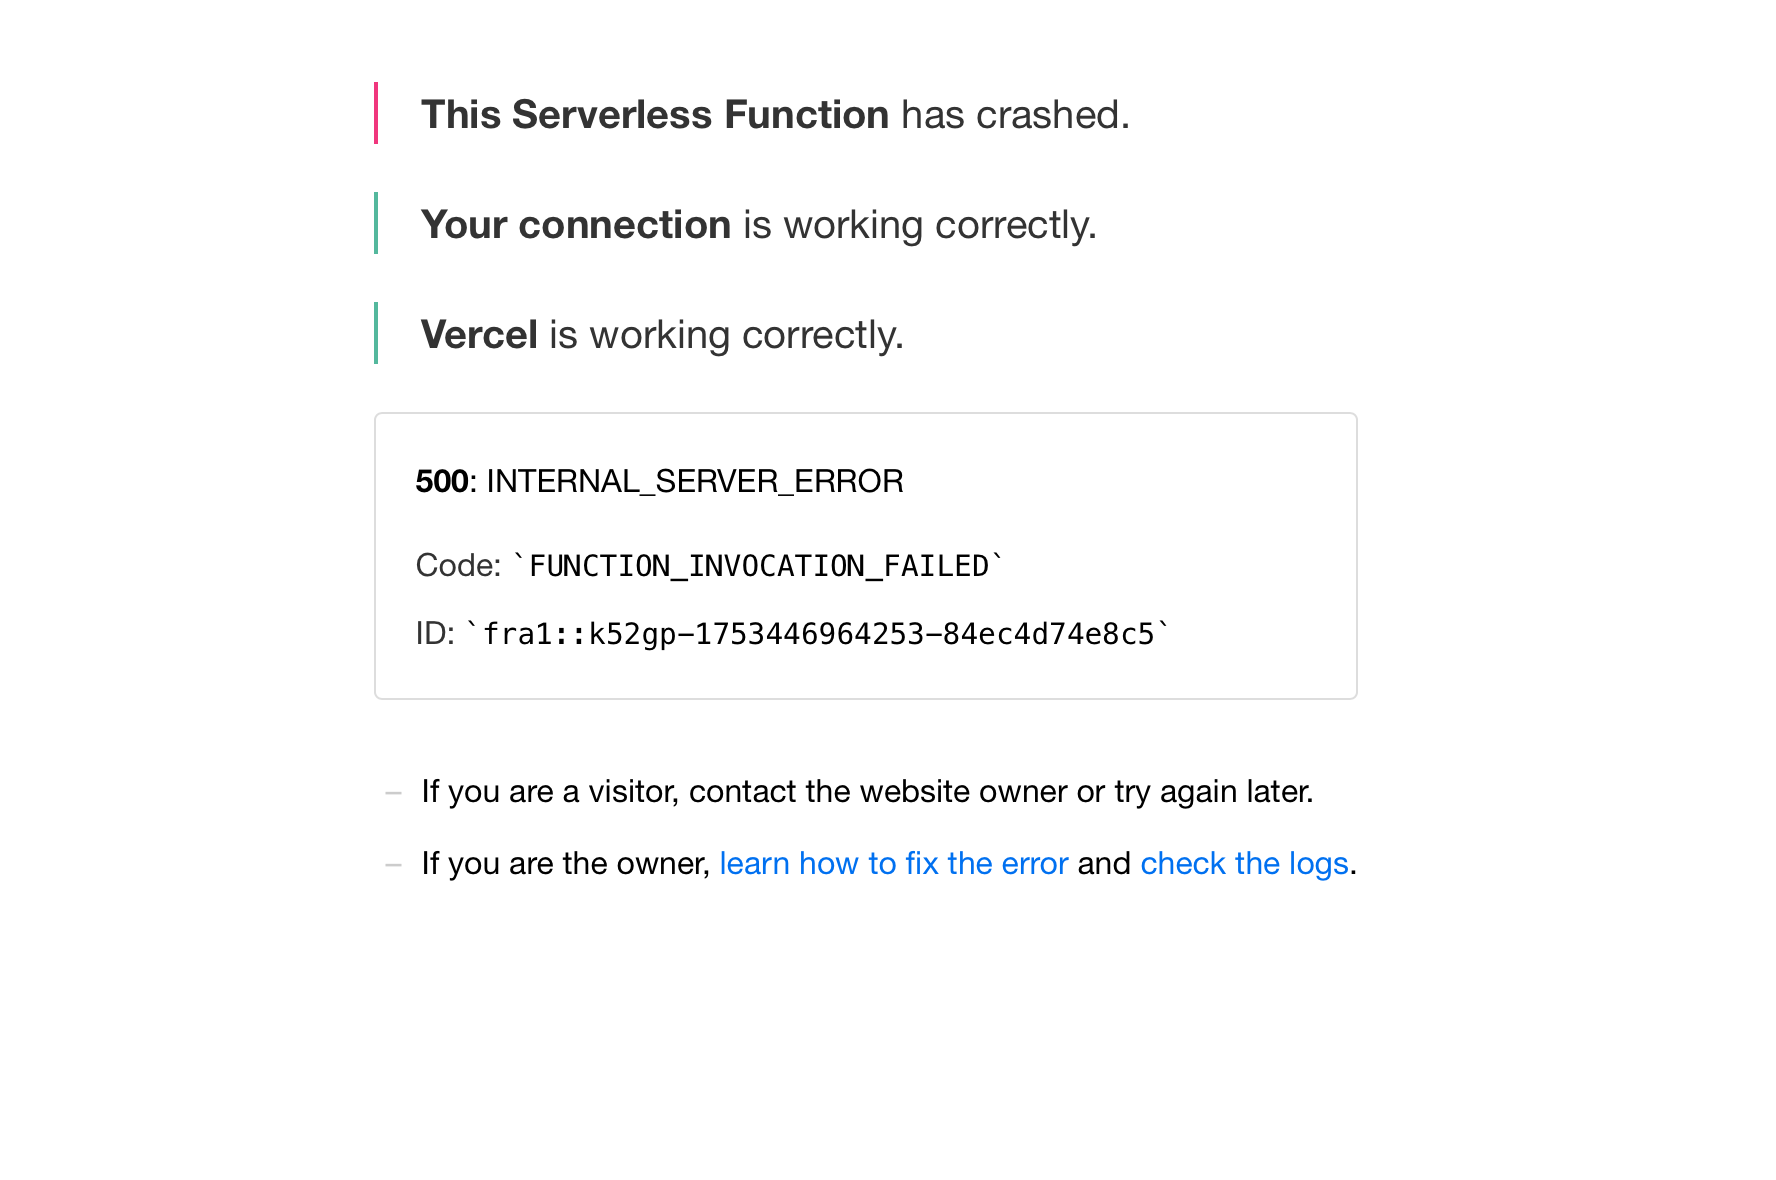 This Serverless Function has crashed.
Your connection is working correctly.
Vercel is working correctly.
500: INTERNAL_SERVER_ERROR
Code: `FUNCTION_INVOCATION_FAILED`
ID: `fra1::k52gp-1753446964253-84ec4d74e8c5`
– If you are a visitor, contact the website owner or try again later.
– If you are the owner, learn how to fix the error and check the logs.